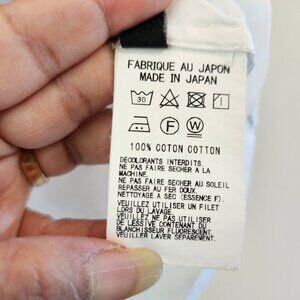 FABRIQUE AU JAPON
MADE IN JAPAN
30
F
W
100% COTON COTTON
DECOLORANTS INTERDITS.
NE PAS FAIRE SECHER A LA
MACHINE.
NE PAS FAIRE SECHER AU SOLEIL
REPASSER AU FER DOUX.
NETTOYAGE A SEC (ESSENCE F).
VEUILLEZ UTILISER UN FILET
LORS DU LAVAGE.
NE PAS UTILISER
DE LESSIVE CONTENANT DU
BLANCHISSEUR FLUORESCENT.
VEUILLER LAVER SEPAREMENT.